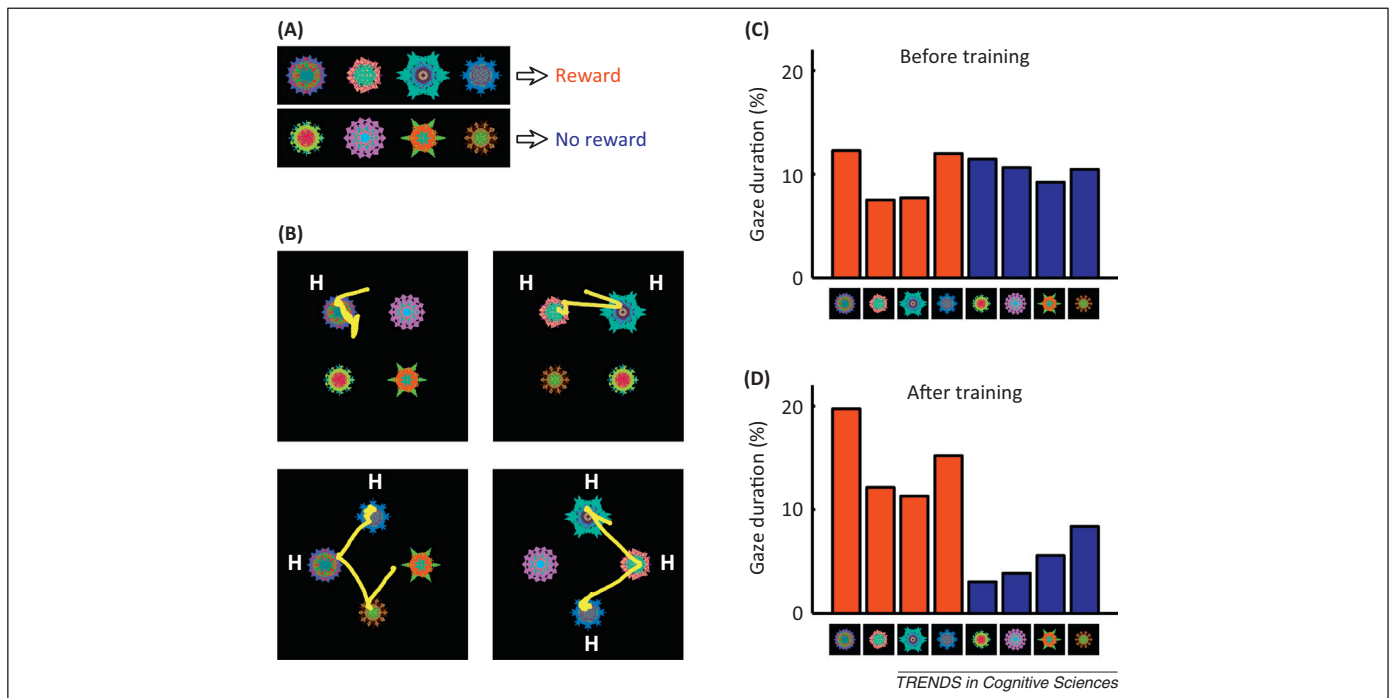 (A)
Reward
No reward
(B)
H
H H
H
H
H
H
H
(C)
Before training
Gaze duration (%)
20
10
0
(D)
After training
Gaze duration (%)
20
10
0
TRENDS in Cognitive Sciences